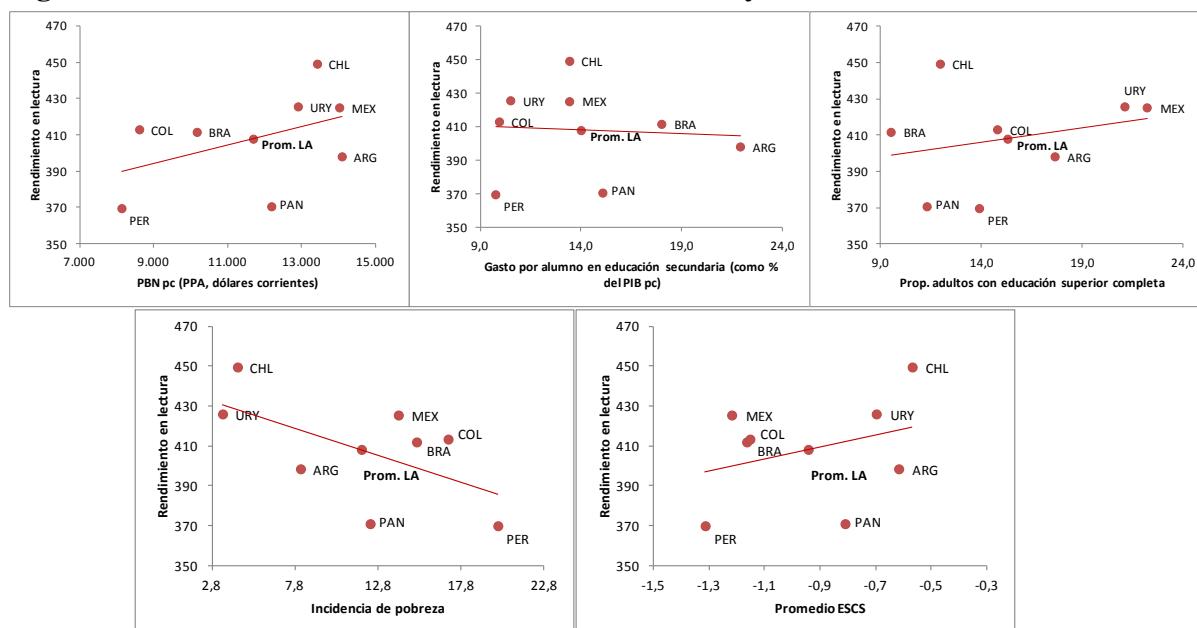 Rendimiento en lectura
470
450
430
410
390
370
350
CHL
URY
MEX
COL
BRA
Prom. LA
ARG
PAN
PER
7.000
9.000
11.000
13.000
15.000
PBN pc (PPA, dólares corrientes)
Rendimiento en lectura
470
450
430
410
390
370
350
CHL
URY
MEX
COL
BRA
Prom. LA
ARG
PER
PAN
9,0
14,0
19,0
24,0
Gasto por alumno en educación secundaria (como %
del PIB pc)
Rendimiento en lectura
470
450
430
410
390
370
350
CHL
URY
MEX
BRA
COL
Prom. LA
ARG
PAN
PER
9,0
14,0
19,0
24,0
Prop. adultos con educación superior completa
Rendimiento en lectura
470
450
430
410
390
370
350
CHL
URY
MEX
COL
BRA
ARG
Prom. LA
PAN
PER
2,8
7,8
12,8
17,8
22,8
Incidencia de pobreza
Rendimiento en lectura
470
450
430
410
390
370
350
CHL
MEX
URY
COL
BRA
Prom. LA
ARG
PER
PAN
-1,5
-1,3
-1,1
-0,9
-0,7
-0,5
-0,3
Promedio ESCS